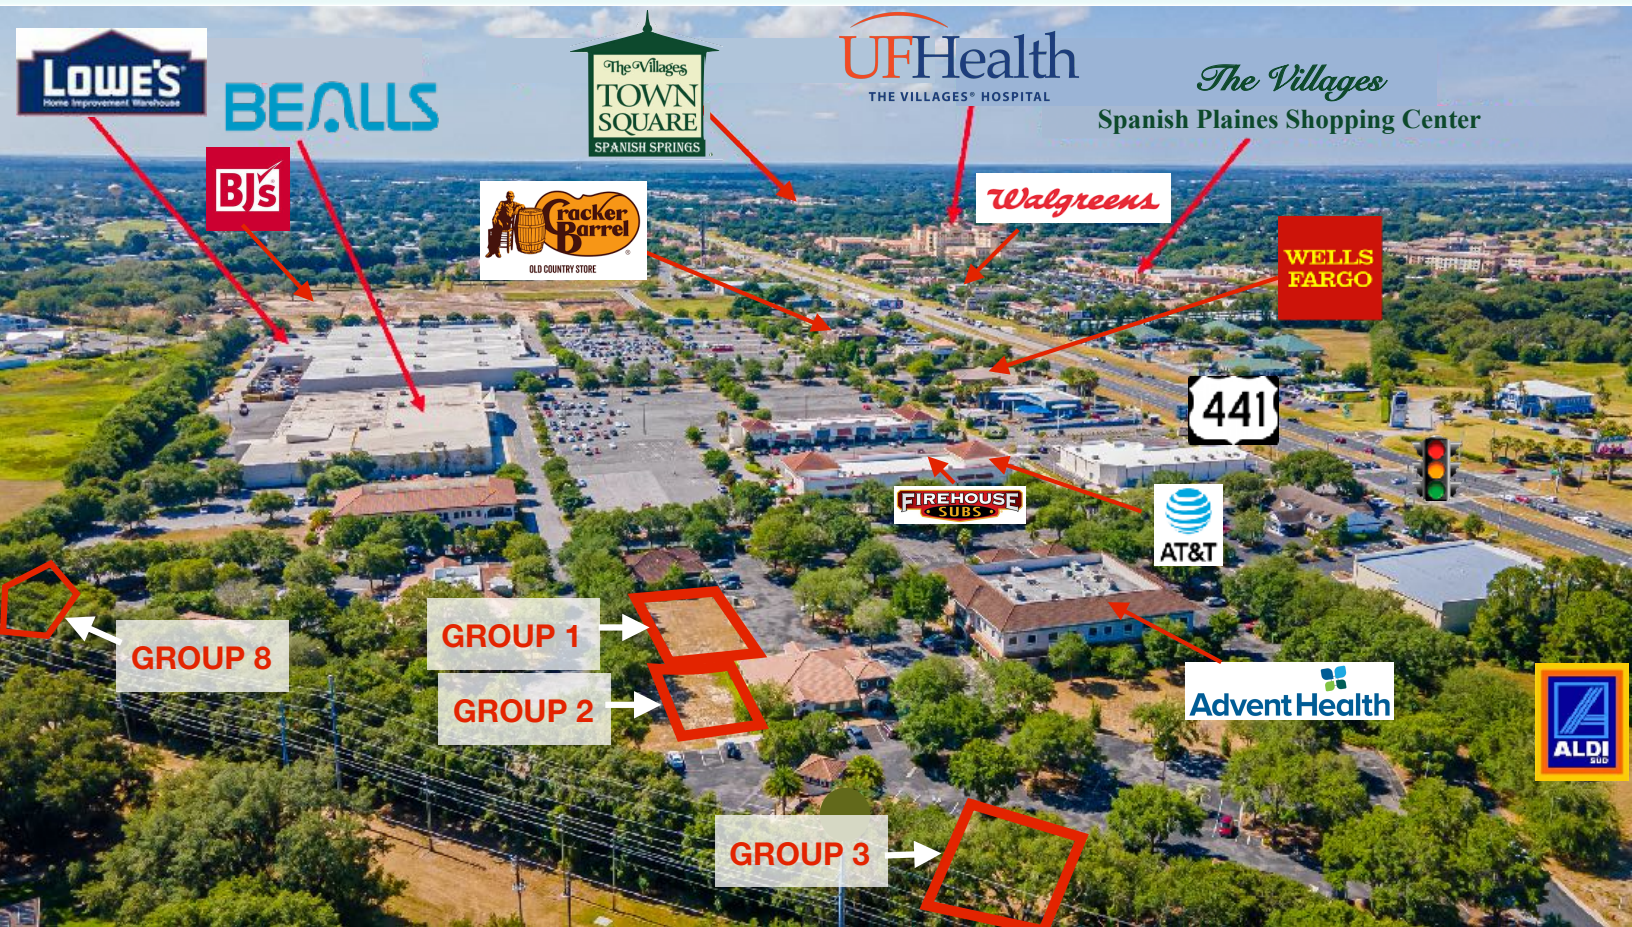 LOWE'S
Home Improvement Warehouse
BEALLS
BJ's
The Villages
TOWN
SQUARE
SPANISH SPRINGS
UFHealth
THE VILLAGES® HOSPITAL
The Villages
Spanish Plaines Shopping Center
Cracker
Barrel
®
OLD COUNTRY STORE
Walgreens
WELLS
FARGO
441
FIREHOUSE
SUBS
AT&T
GROUP 8
GROUP 1
GROUP 2
AdventHealth
ALDI
SÜD
GROUP 3